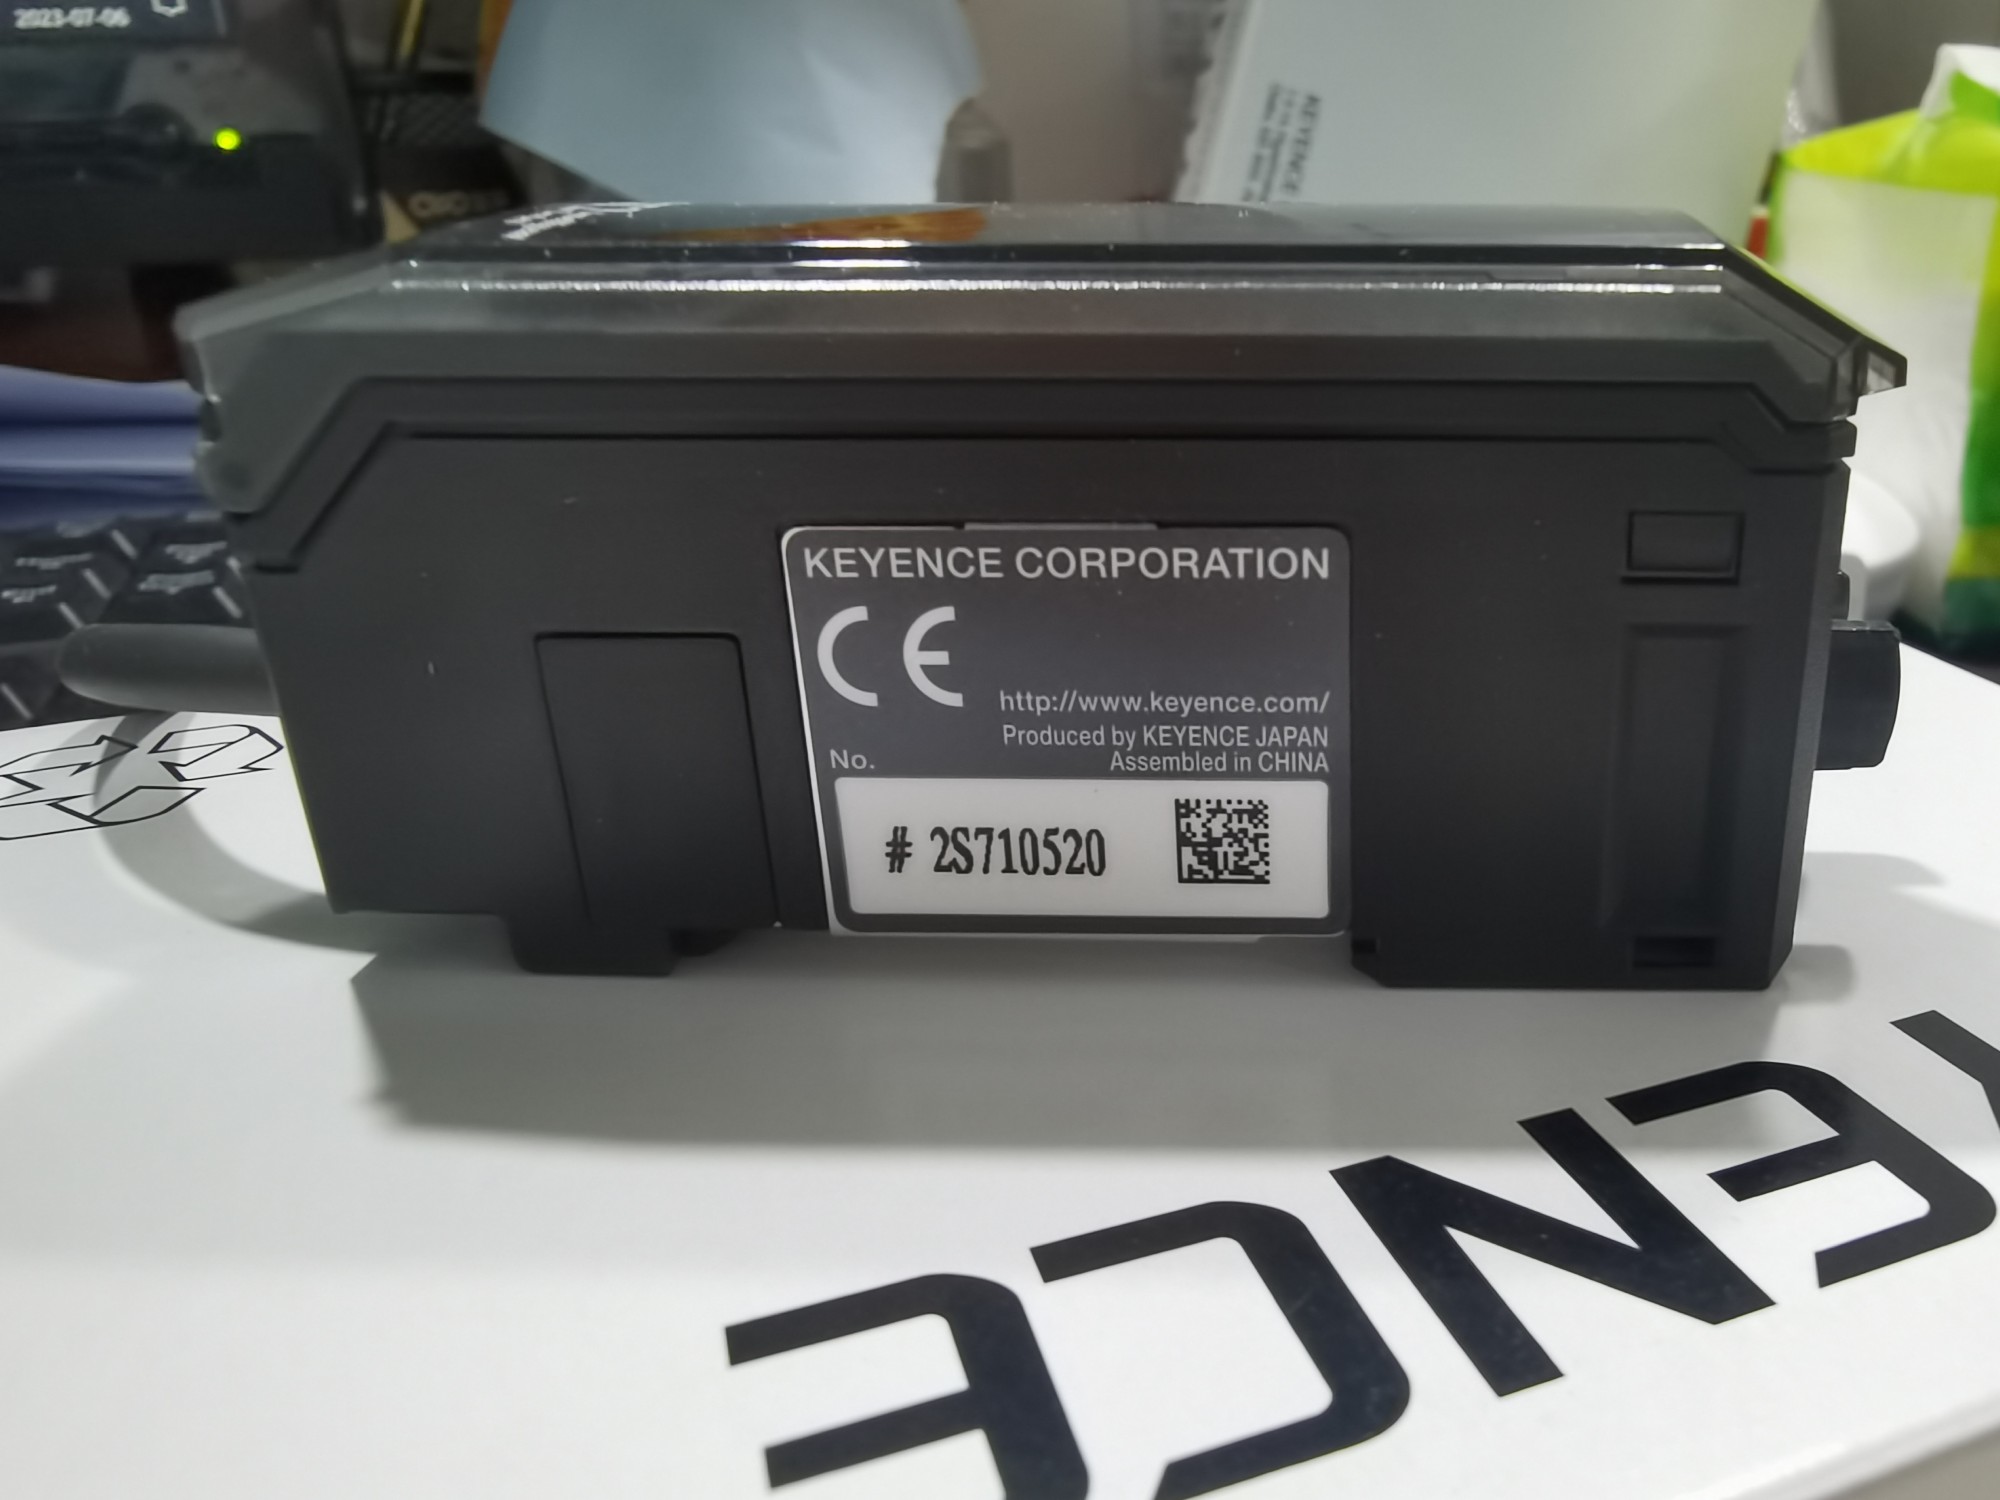 2023-07-06
KEYENCE
KEYENCE CORPORATION
CE
http://www.keyence.com/
Produced by KEYENCE JAPAN
Assembled in CHINA
No.
# 2S710520
YENCE